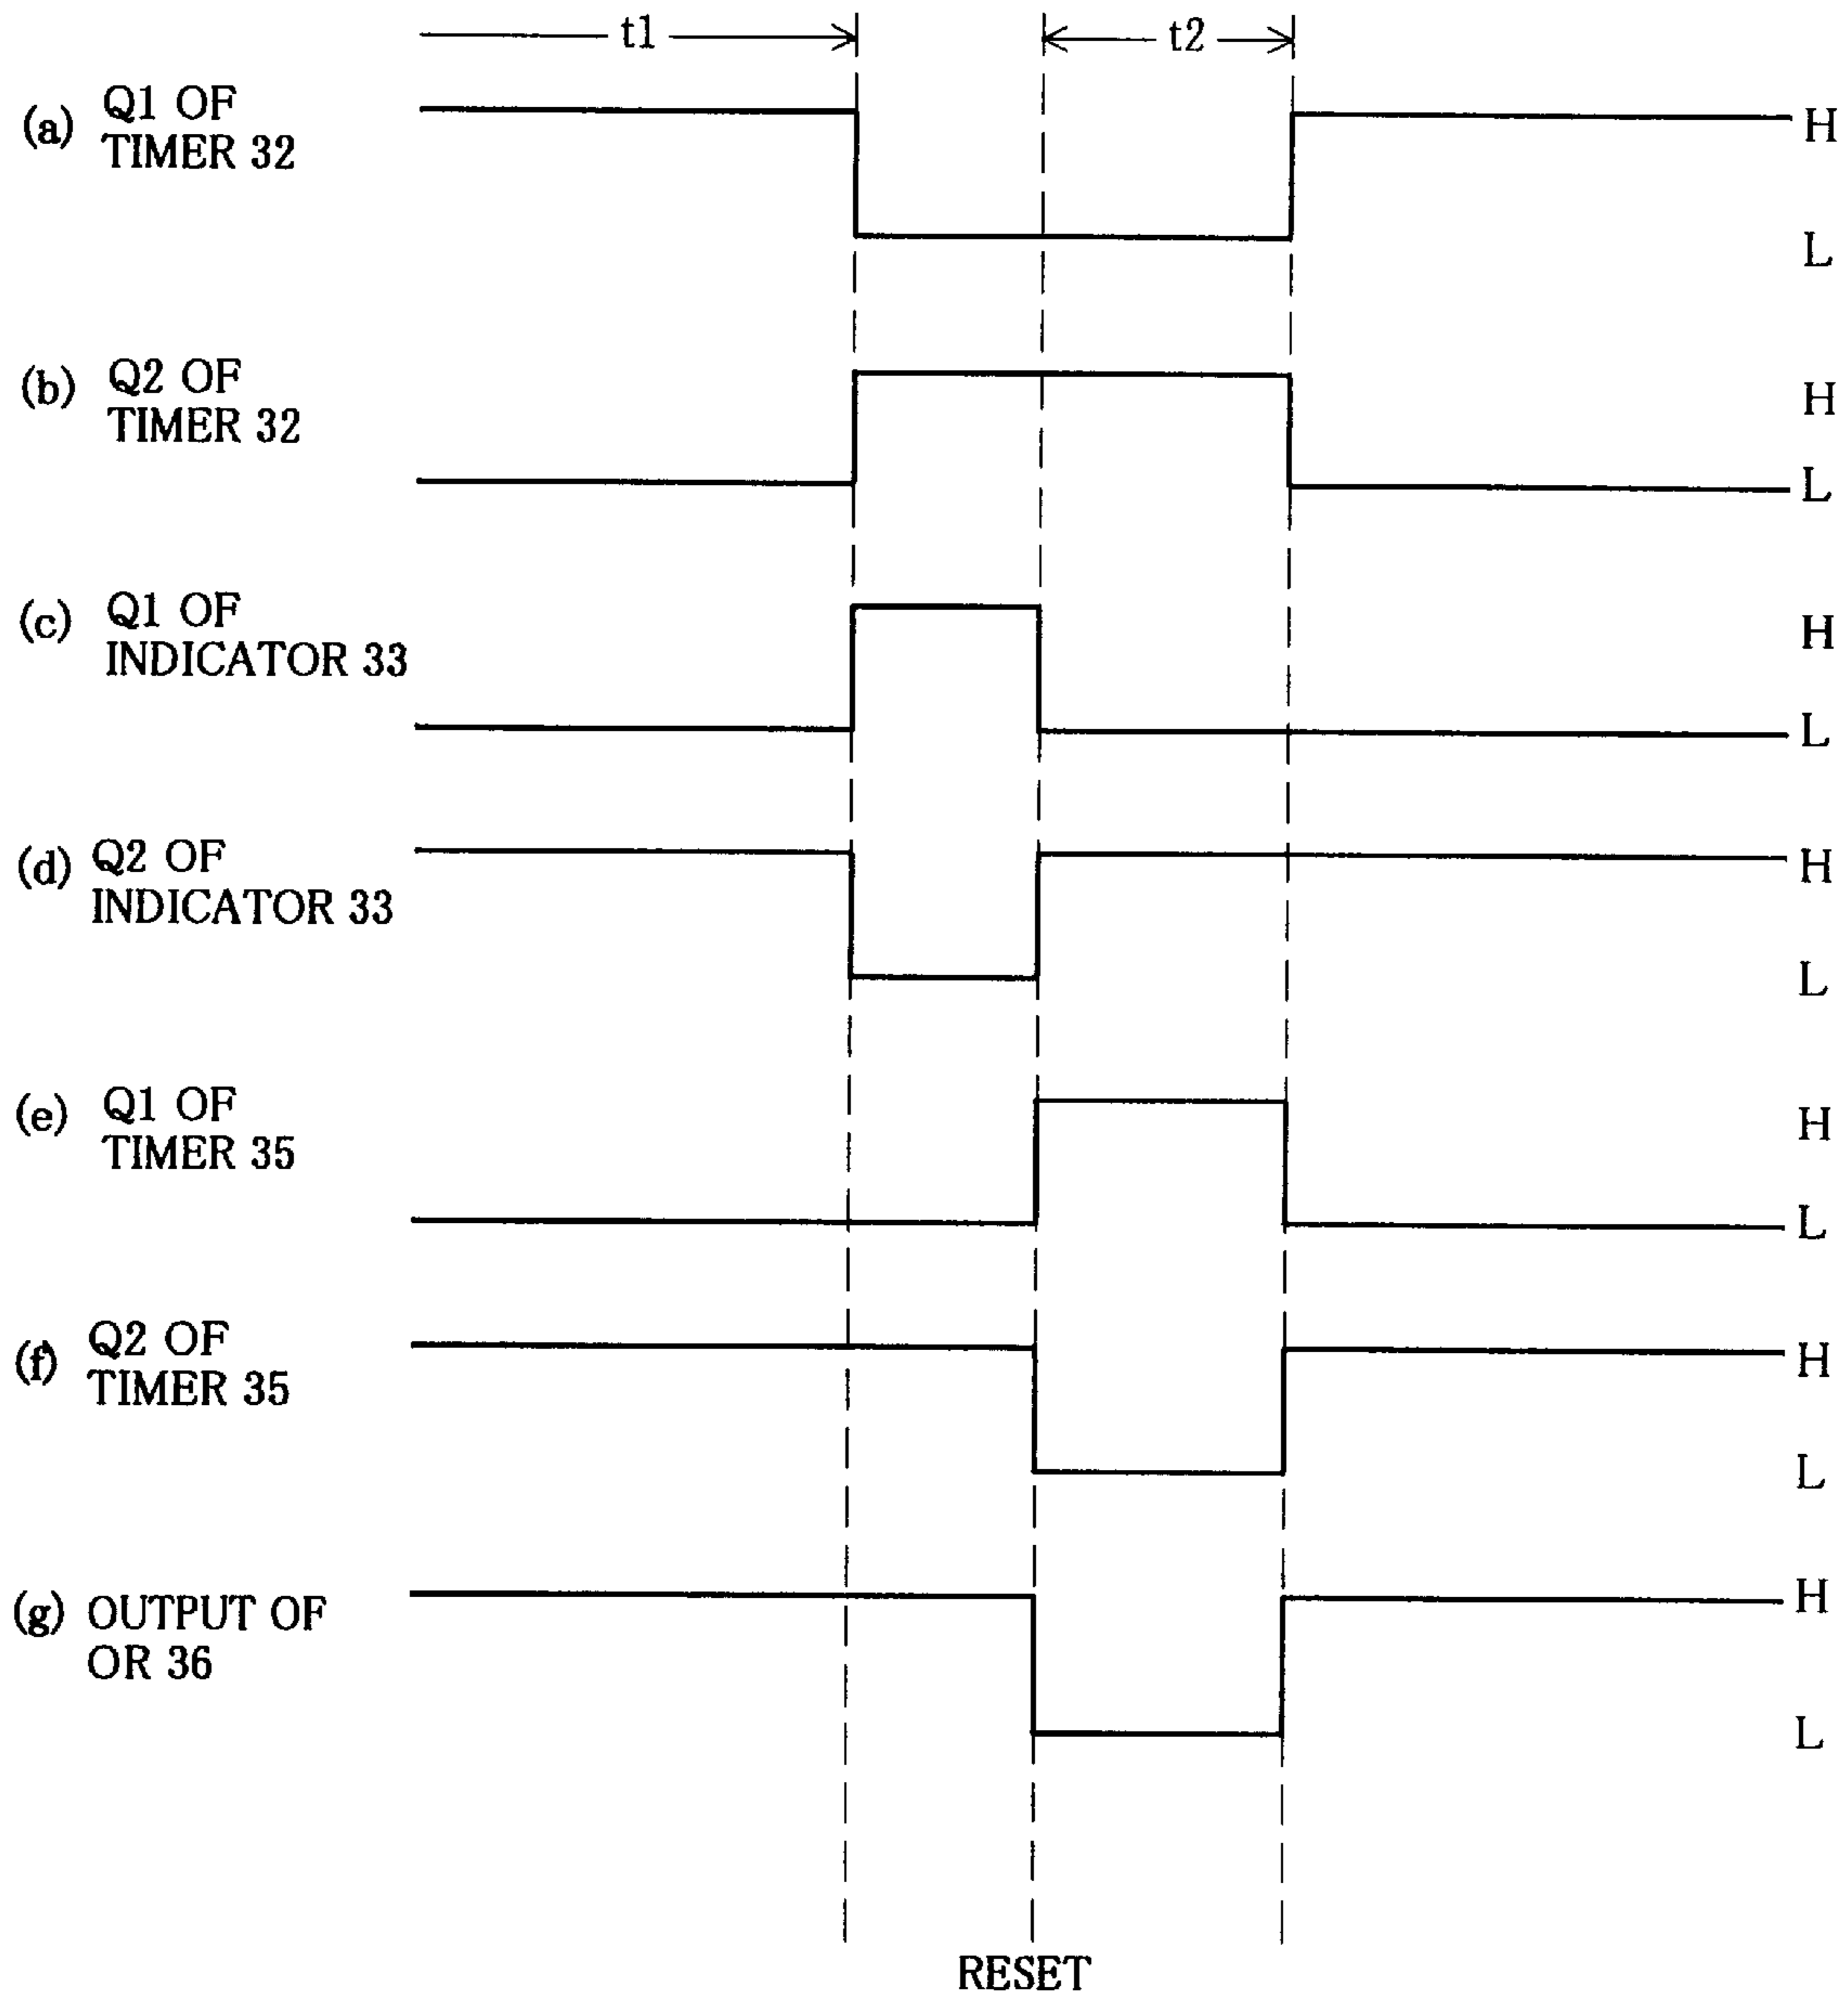 t1 t2
(a) Q1 OF
TIMER 32
H
L
(b) Q2 OF
TIMER 32
H
L
(c) Q1 OF
INDICATOR 33
H
L
(d) Q2 OF
INDICATOR 33
H
L
(e) Q1 OF
TIMER 35
H
L
(f) Q2 OF
TIMER 35
H
L
(g) OUTPUT OF
OR 36
H
L
RESET